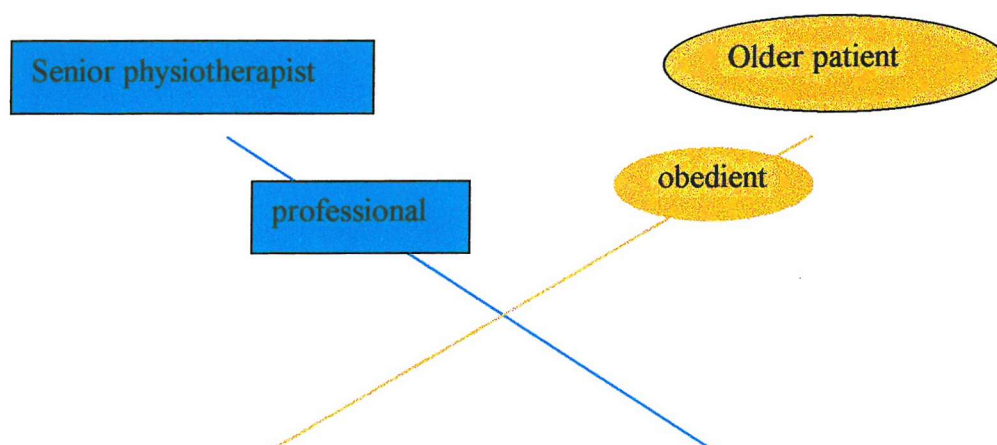 Senior physiotherapist
Older patient
professional
obedient